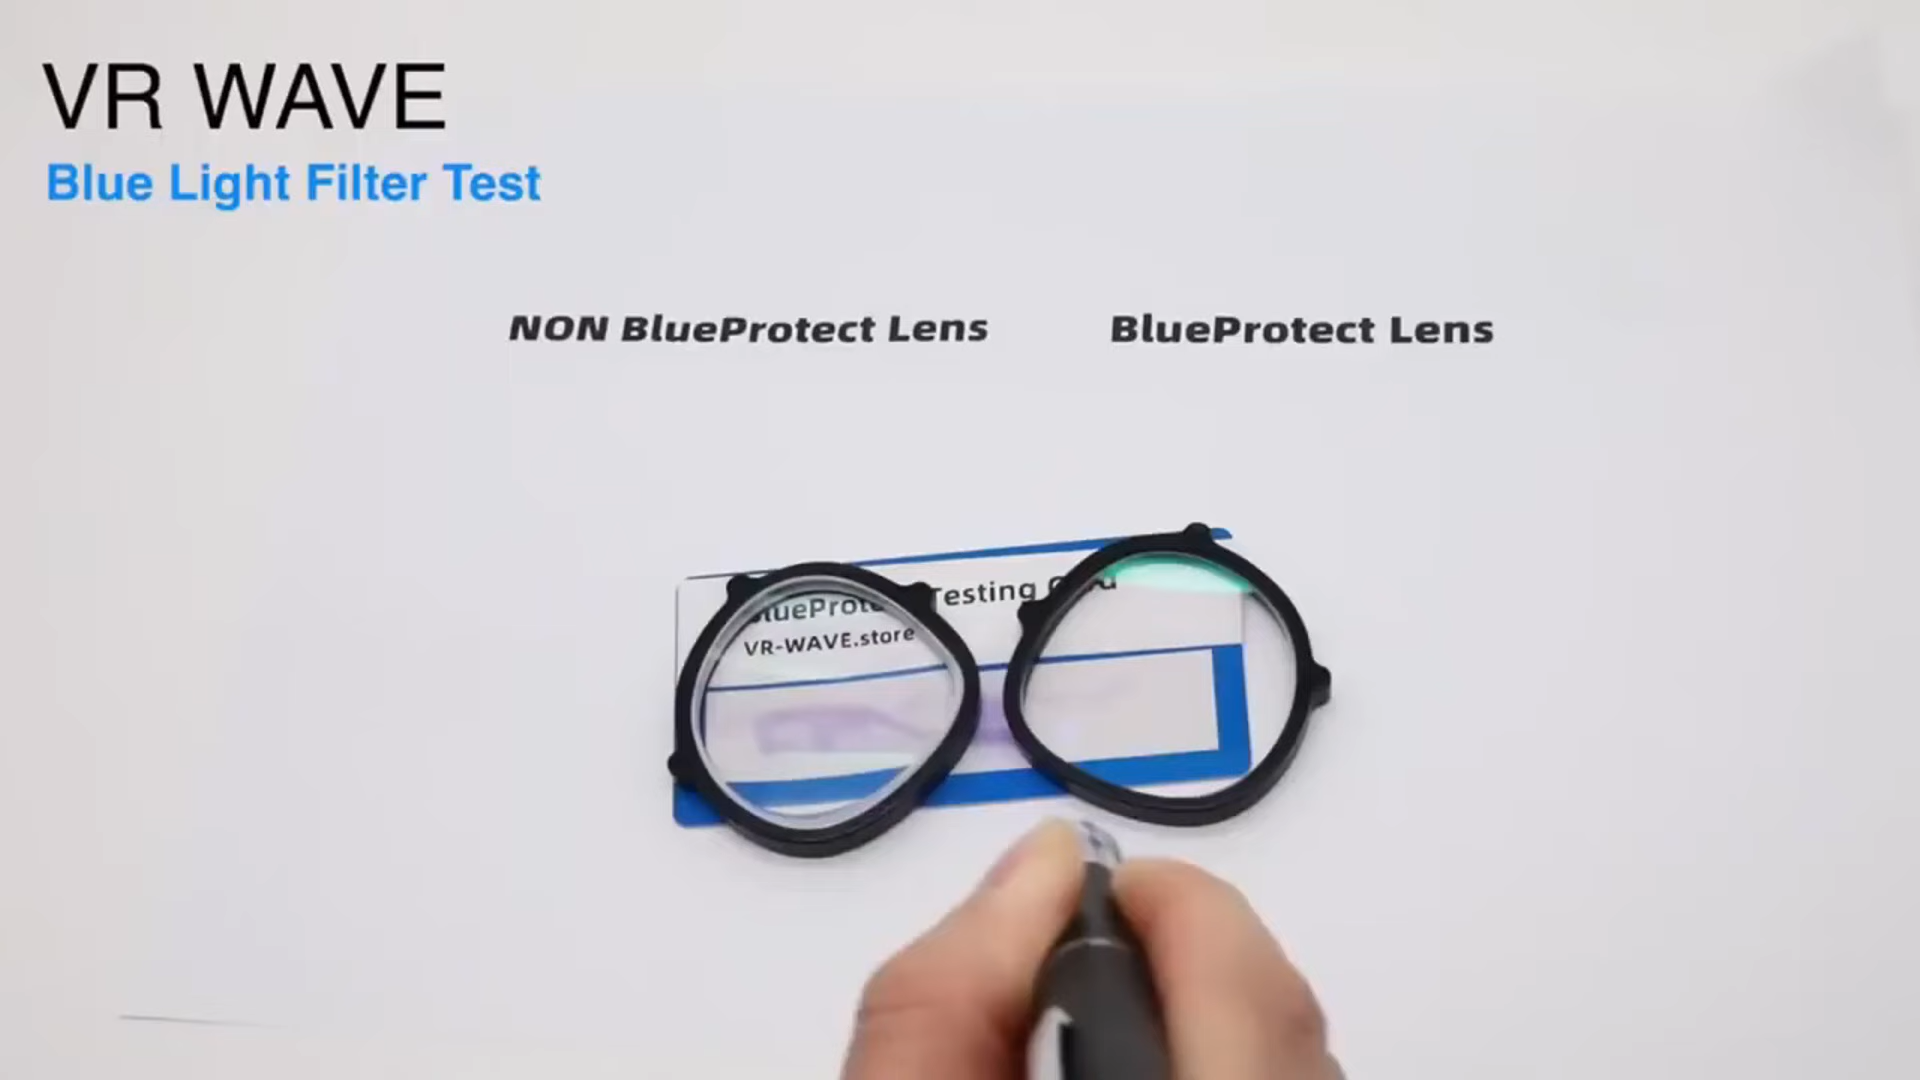 VR WAVE
Blue Light Filter Test
NON BlueProtect Lens
BlueProtect Lens
Testing
VR-WAVE.store